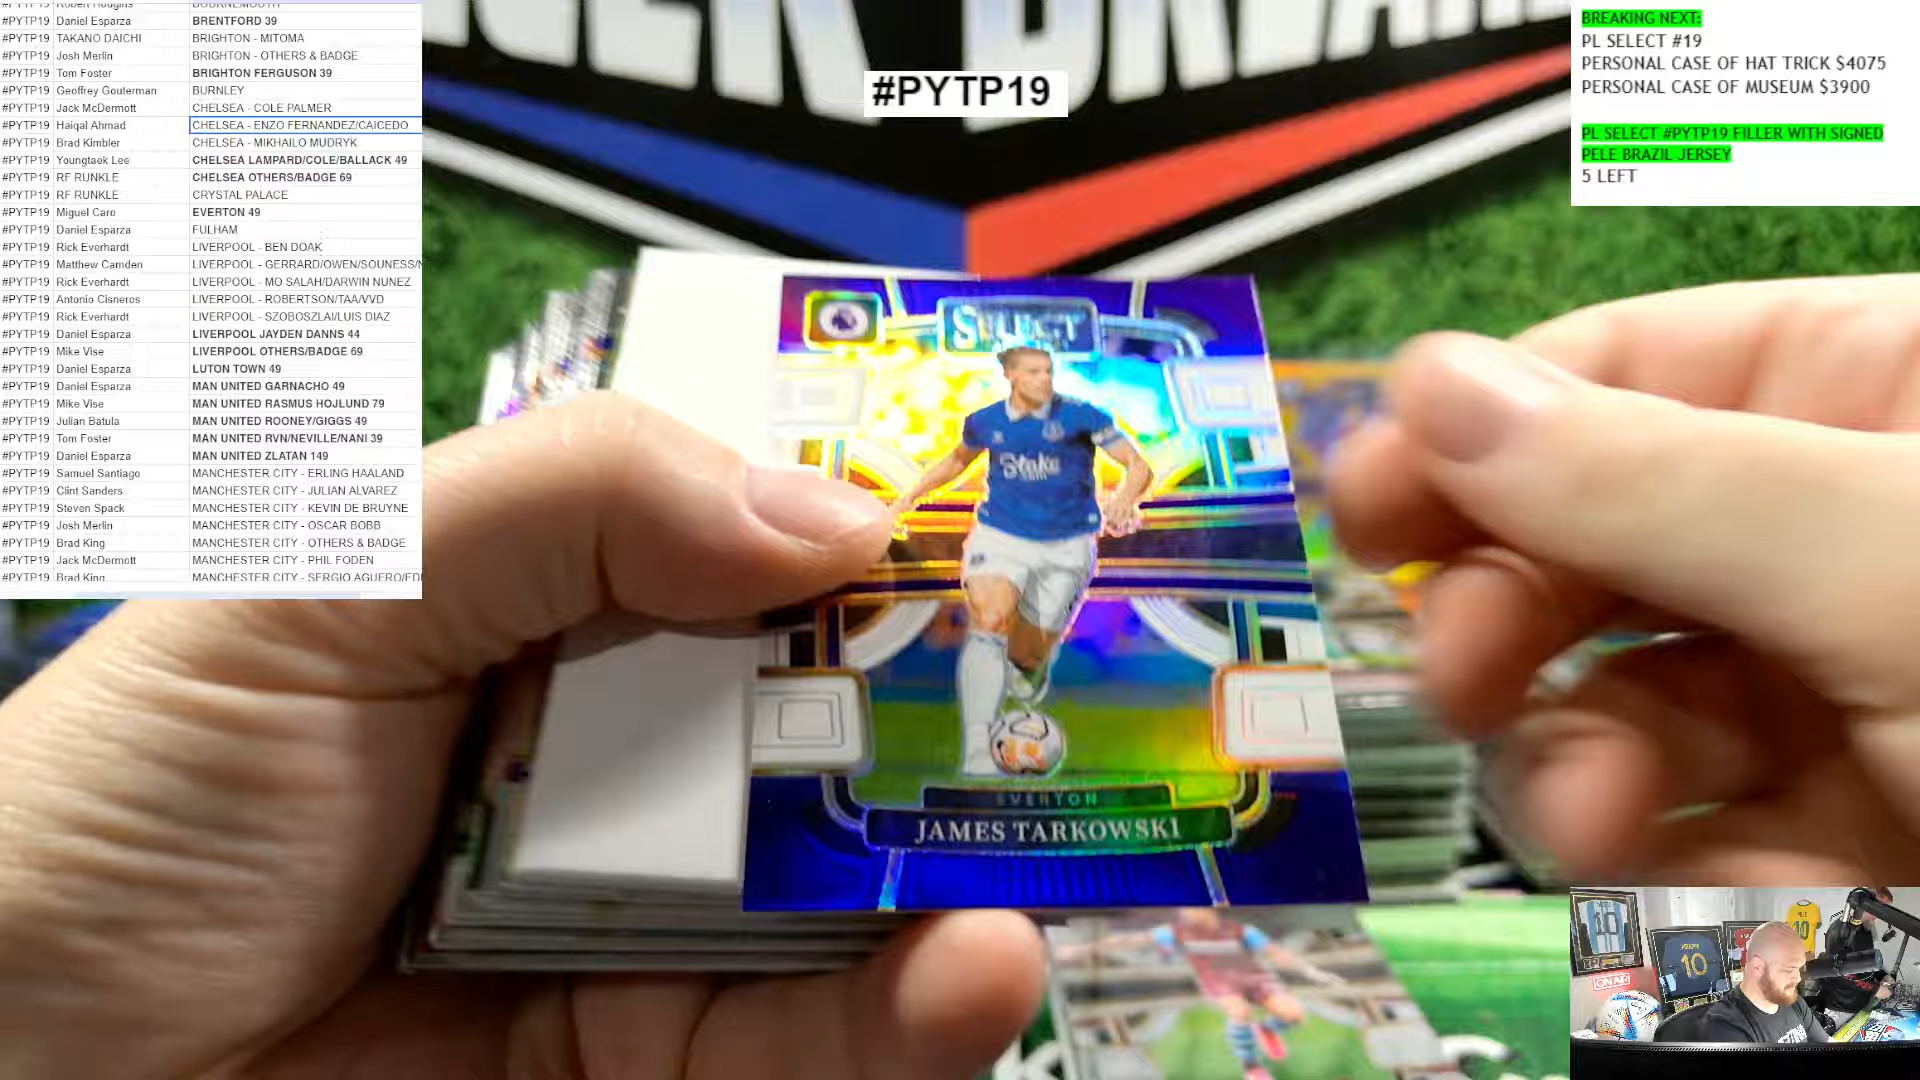 BOURNEMOUTH
#PYTP19 Daniel Esparza BRENTFORD 39
#PYTP19 TAKANO DAICHI BRIGHTON - MITOMA
#PYTP19 Josh Merlin BRIGHTON - OTHERS & BADGE
#PYTP19 Tom Foster BRIGHTON FERGUSON 39
#PYTP19 Geoffrey Gouterman BURNLEY
#PYTP19 Jack McDermott CHELSEA - COLE PALMER
#PYTP19 Haiqal Ahmad CHELSEA - ENZO FERNANDEZ/CAICEDO
#PYTP19 Brad Kimbler CHELSEA - MIKHAILO MUDRYK
#PYTP19 Youngtaek Lee CHELSEA LAMPARD/COLE/BALLACK 49
#PYTP19 RF RUNKLE CHELSEA OTHERS/BADGE 69
#PYTP19 RF RUNKLE CRYSTAL PALACE
#PYTP19 Miguel Caro EVERTON 49
#PYTP19 Daniel Esparza FULHAM
#PYTP19 Rick Everhardt LIVERPOOL - BEN DOAK
#PYTP19 Matthew Camden LIVERPOOL - GERRARD/OWEN/SOUNESS/
#PYTP19 Rick Everhardt LIVERPOOL - MO SALAH/DARWIN NUNEZ
#PYTP19 Antonio Cisneros LIVERPOOL - ROBERTSON/TAA/VVD
#PYTP19 Rick Everhardt LIVERPOOL - SZOBOSZLAI/LUIS DIAZ
#PYTP19 Daniel Esparza LIVERPOOL JAYDEN DANNS 44
#PYTP19 Mike Vise LIVERPOOL OTHERS/BADGE 69
#PYTP19 Daniel Esparza LUTON TOWN 49
#PYTP19 Daniel Esparza MAN UNITED GARNACHO 49
#PYTP19 Mike Vise MAN UNITED RASMUS HOJLUND 79
#PYTP19 Julian Batula MAN UNITED ROONEY/GIGGS 49
#PYTP19 Tom Foster MAN UNITED RVN/NEVILLE/NANI 39
#PYTP19 Daniel Esparza MAN UNITED ZLATAN 149
#PYTP19 Samuel Santiago MANCHESTER CITY - ERLING HAALAND
#PYTP19 Clint Sanders MANCHESTER CITY - JULIAN ALVAREZ
#PYTP19 Steven Spack MANCHESTER CITY - KEVIN DE BRUYNE
#PYTP19 Josh Merlin MANCHESTER CITY - OSCAR BOBB
#PYTP19 Brad King MANCHESTER CITY - OTHERS & BADGE
#PYTP19 Jack McDermott MANCHESTER CITY - PHIL FODEN
#PYTP19 Brad King MANCHESTER CITY - SERGIO AGUERO/
#PYTP19
BREAKING NEXT:
PL SELECT #19
PERSONAL CASE OF HAT TRICK $4075
PERSONAL CASE OF MUSEUM $3900
PL SELECT #PYTP19 FILLER WITH SIGNED
PELE BRAZIL JERSEY
5 LEFT
SELECT
Stake
EVERTON
JAMES TARKOWSKI
10
10
ON AIR